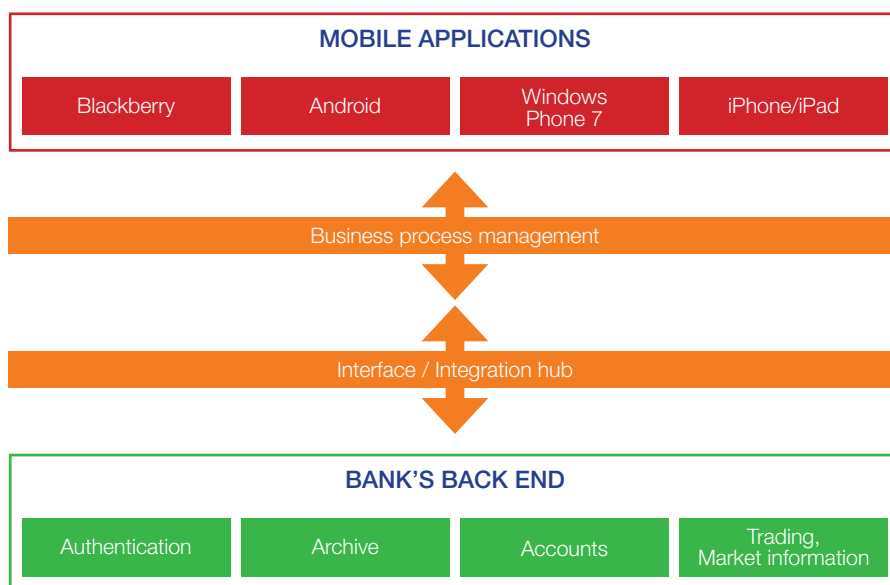 MOBILE APPLICATIONS
Blackberry
Android
Windows
Phone 7
iPhone/iPad
Business process management
Interface / Integration hub
BANK’S BACK END
Authentication
Archive
Accounts
Trading,
Market information